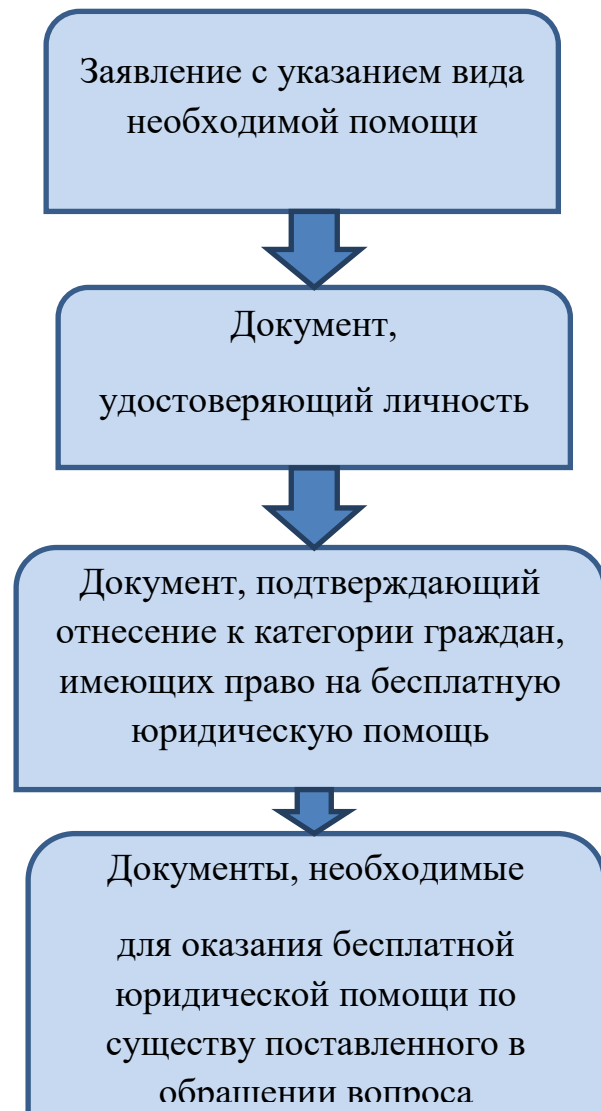 Заявление с указанием вида
необходимой помощи
Документ,
удостоверяющий личность
Документ, подтверждающий
отнесение к категории граждан,
имеющих право на бесплатную
юридическую помощь
Документы, необходимые
для оказания бесплатной
юридической помощи по
существу поставленного в
обращении вопроса